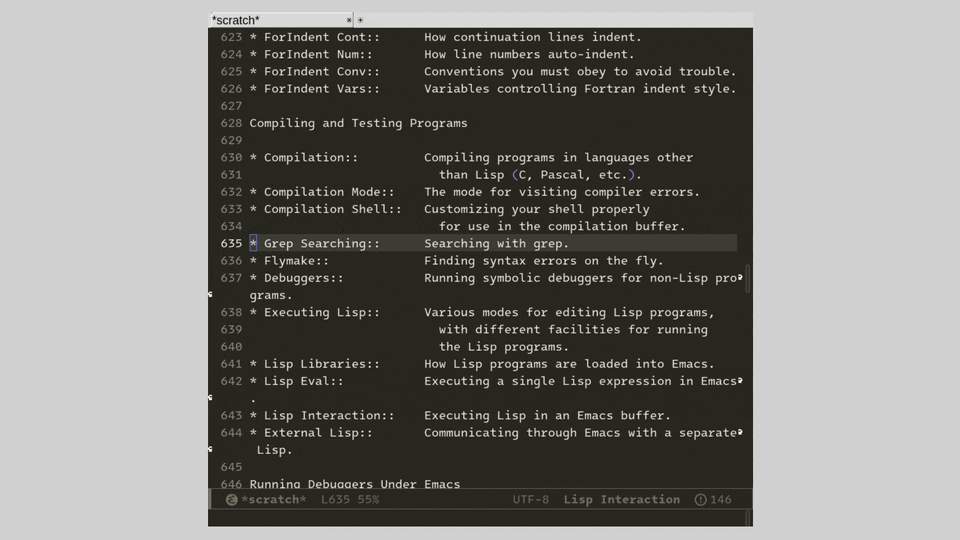 *scratch*
623 * ForIndent Cont::      How continuation lines indent.
624 * ForIndent Num::       How line numbers auto-indent.
625 * ForIndent Conv::      Conventions you must obey to avoid trouble.
626 * ForIndent Vars::      Variables controlling Fortran indent style.
627
628 Compiling and Testing Programs
629
630 * Compilation::         Compiling programs in languages other
631                           than Lisp (C, Pascal, etc.).
632 * Compilation Mode::    The mode for visiting compiler errors.
633 * Compilation Shell::   Customizing your shell properly
634                           for use in the compilation buffer.
635 * Grep Searching::      Searching with grep.
636 * Flymake::             Finding syntax errors on the fly.
637 * Debuggers::           Running symbolic debuggers for non-Lisp pro
grams.
638 * Executing Lisp::      Various modes for editing Lisp programs,
639                           with different facilities for running
640                           the Lisp programs.
641 * Lisp Libraries::      How Lisp programs are loaded into Emacs.
642 * Lisp Eval::           Executing a single Lisp expression in Emacs
.
643 * Lisp Interaction::    Executing Lisp in an Emacs buffer.
644 * External Lisp::       Communicating through Emacs with a separate
Lisp.
645
646 Running Debuggers Under Emacs
*scratch*  L635 55%  UTF-8  Lisp Interaction  146